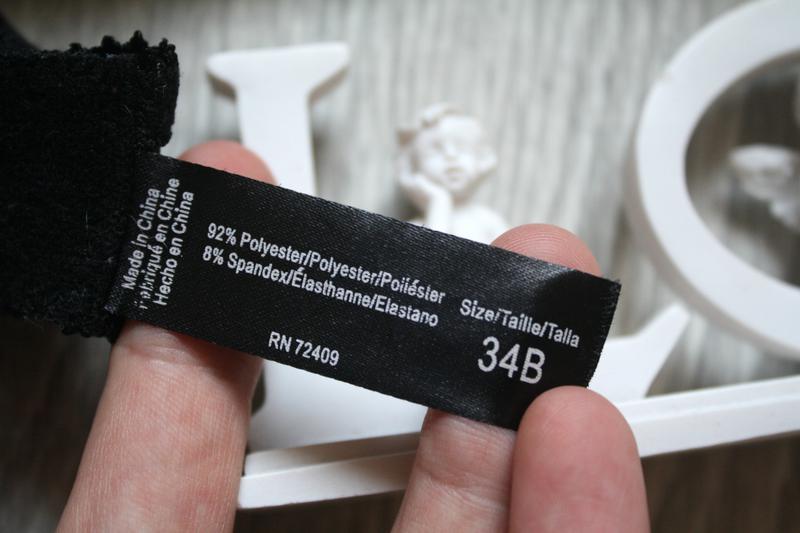 Made in China
Fabriqué en Chine
Hecho en China
92% Polyester/Polyester/Poliéster
8% Spandex/Élasthanne/Elastano
RN 72409
Size/Taille/Talla
34B